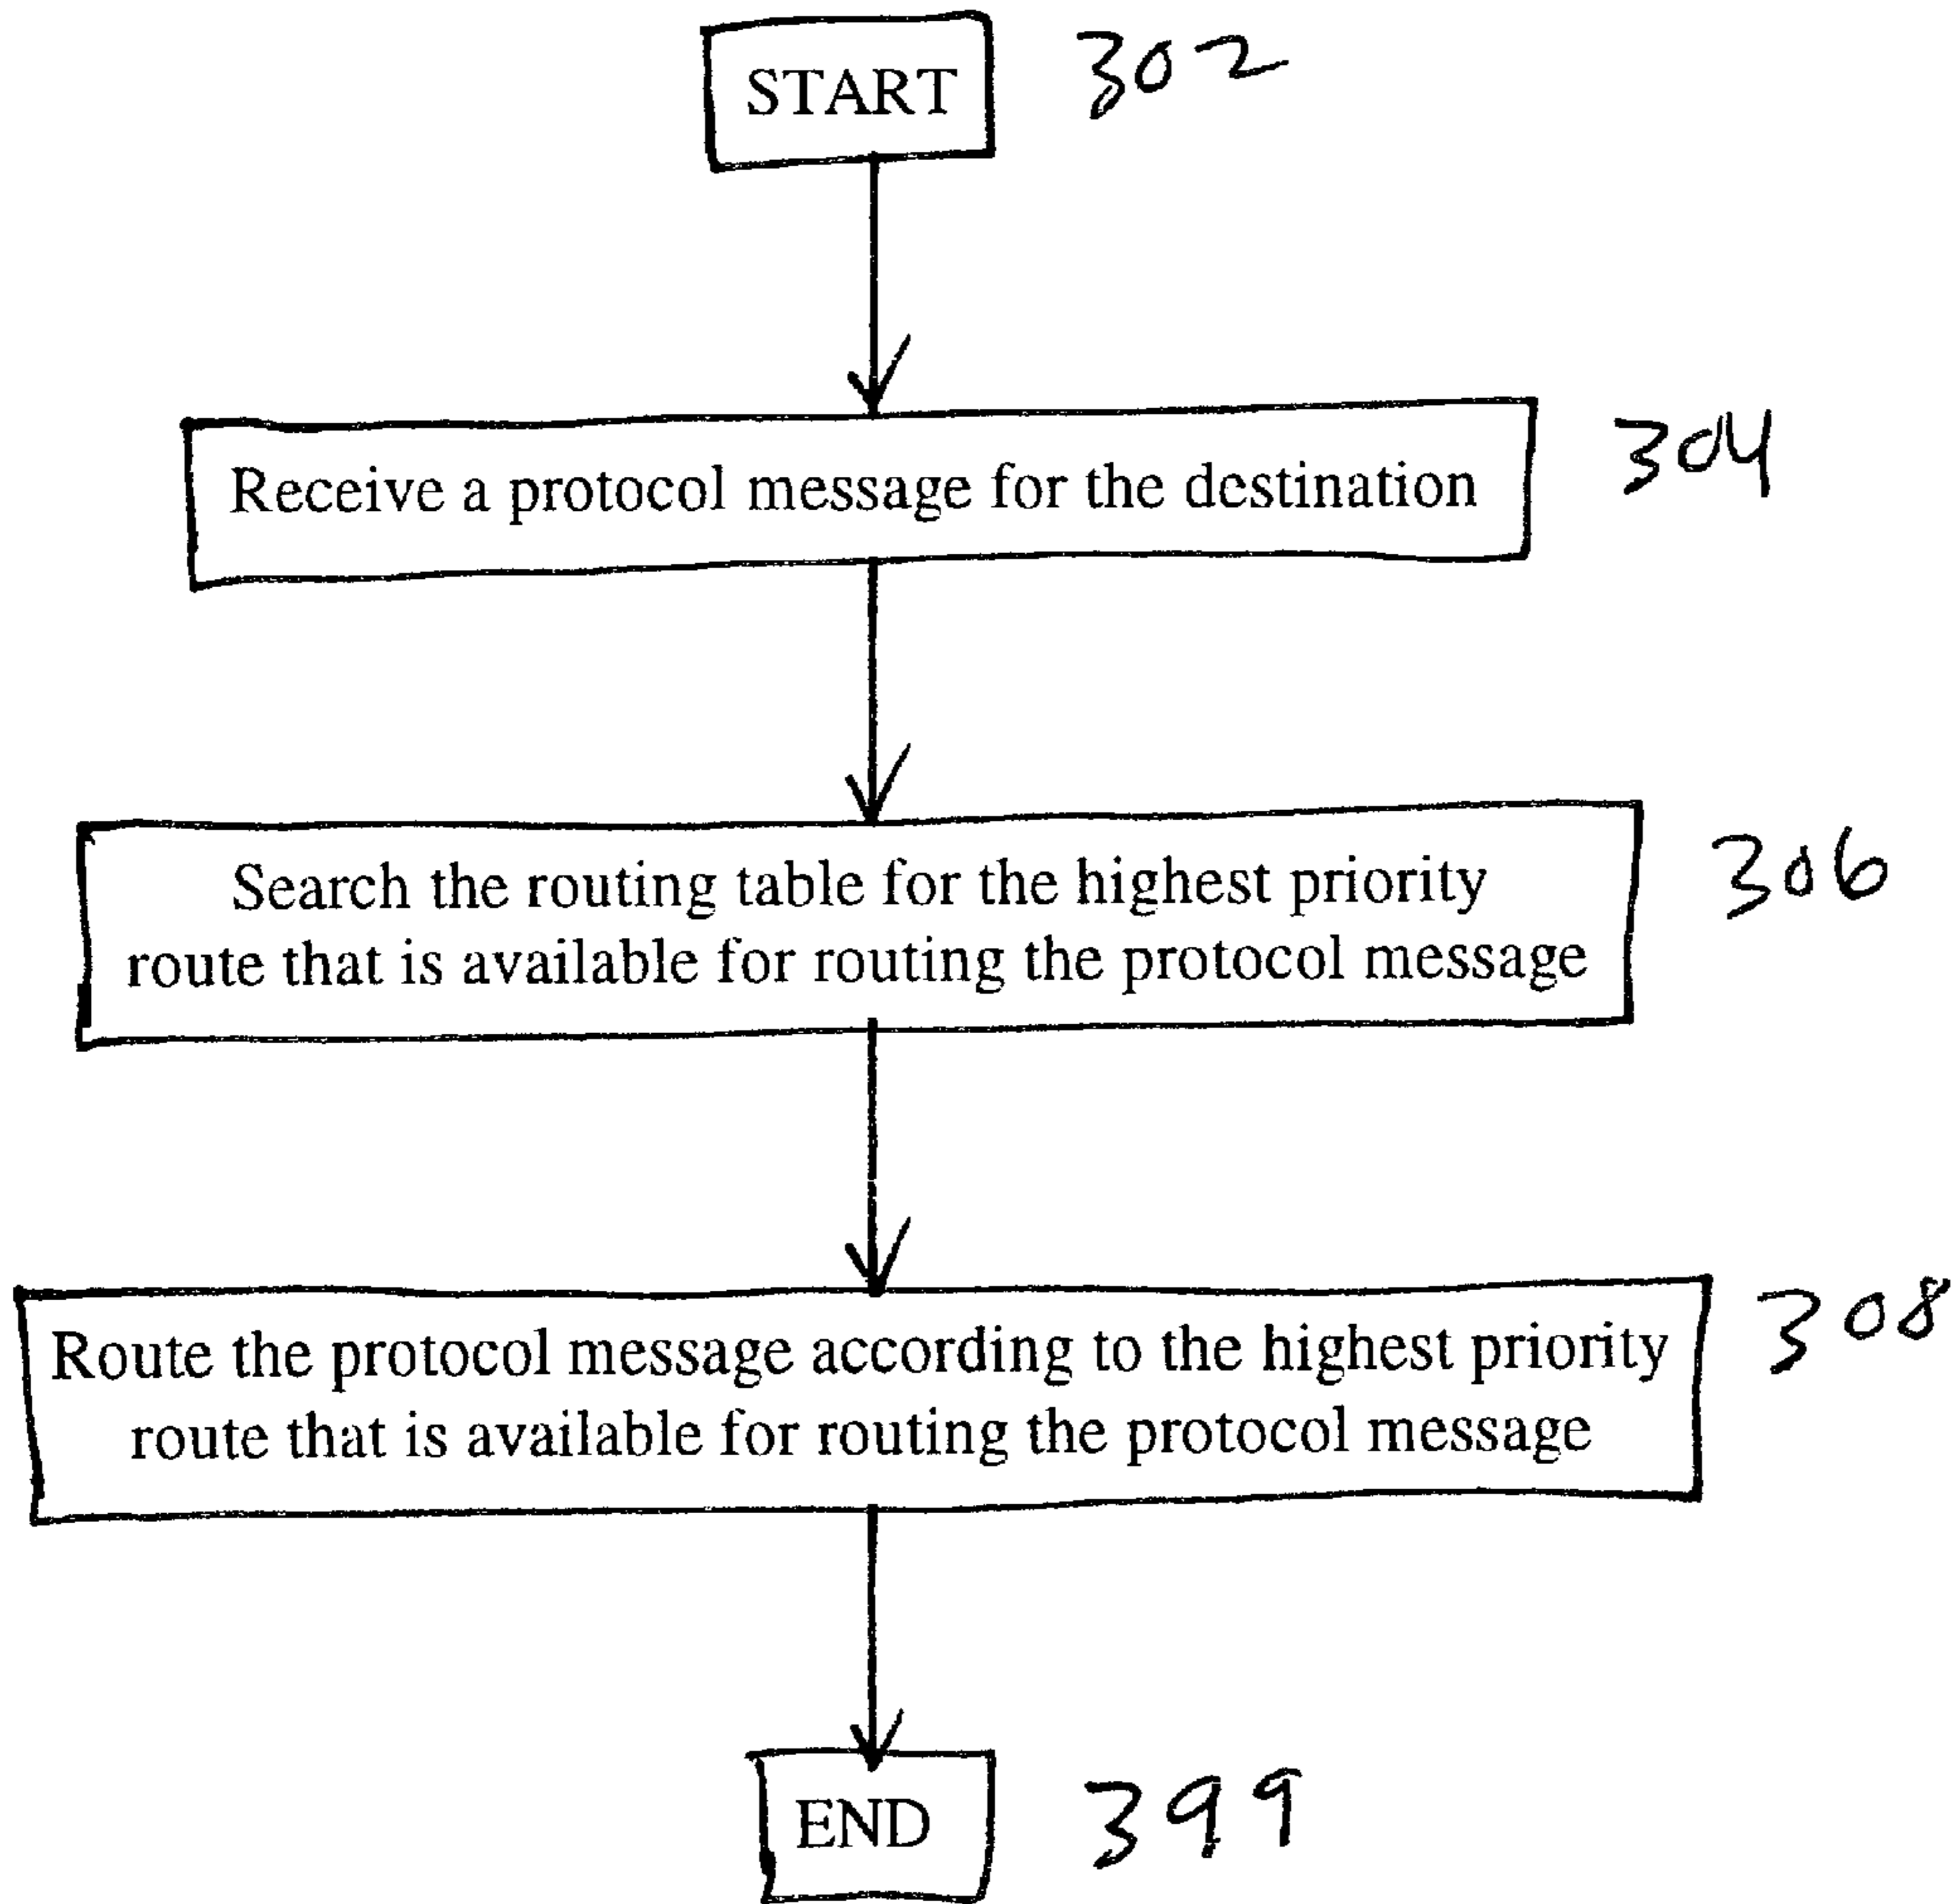 START
302
Receive a protocol message for the destination
304
Search the routing table for the highest priority
route that is available for routing the protocol message
306
Route the protocol message according to the highest priority
route that is available for routing the protocol message
308
END
399